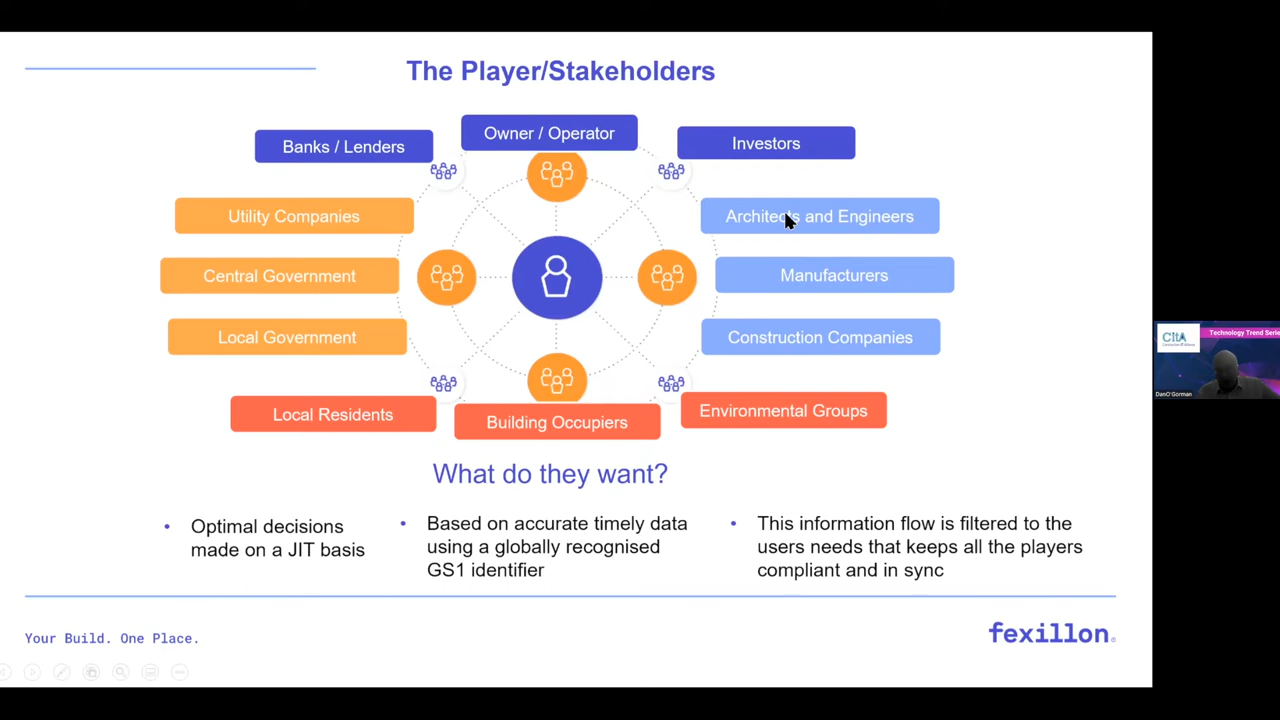 The Player/Stakeholders
Banks / Lenders
Owner / Operator
Investors
Utility Companies
Architects and Engineers
Central Government
Manufacturers
Local Government
Construction Companies
Local Residents
Building Occupiers
Environmental Groups
What do they want?
• Optimal decisions
made on a JIT basis
• Based on accurate timely data
using a globally recognised
GS1 identifier
• This information flow is filtered to the
users needs that keeps all the players
compliant and in sync
Your Build. One Place.
fexillon®
CitA
Technology Trend Serie
DanO'Gorman